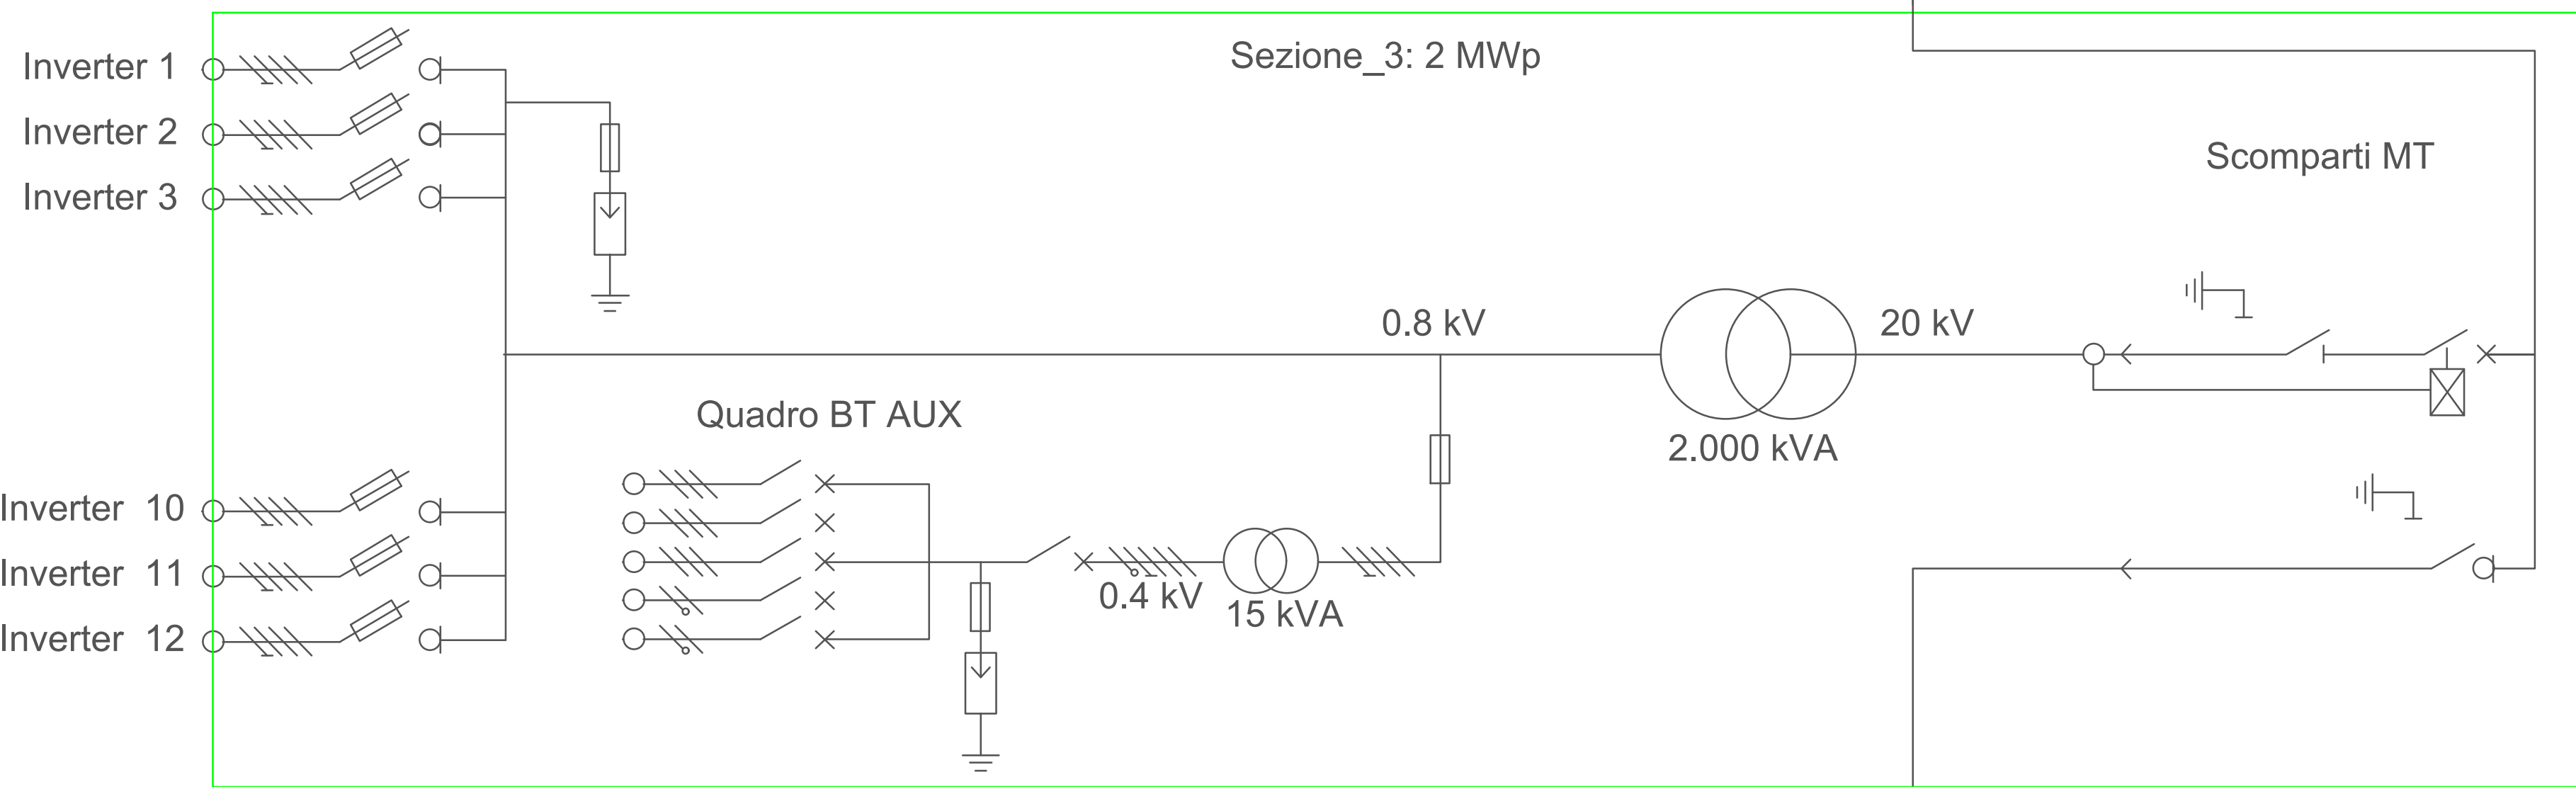 Sezione_3: 2 MWp
Inverter 1
Inverter 2
Inverter 3
Scomparti MT
0.8 kV
20 kV
2.000 kVA
Quadro BT AUX
Inverter 10
Inverter 11
Inverter 12
0.4 kV
15 kVA